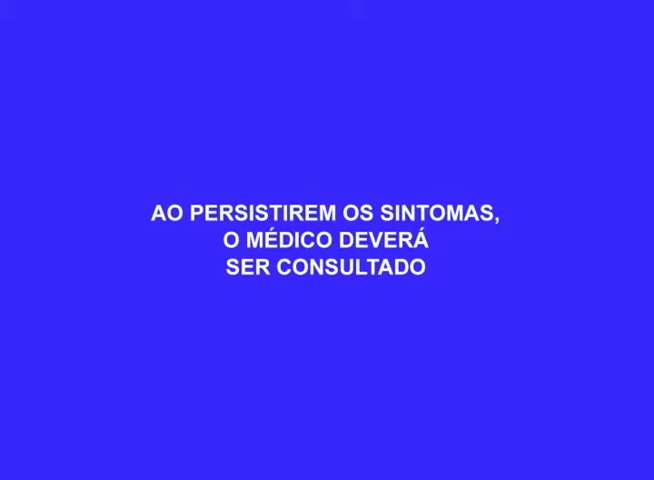 AO PERSISTIREM OS SINTOMAS,
O MÉDICO DEVERÁ
SER CONSULTADO